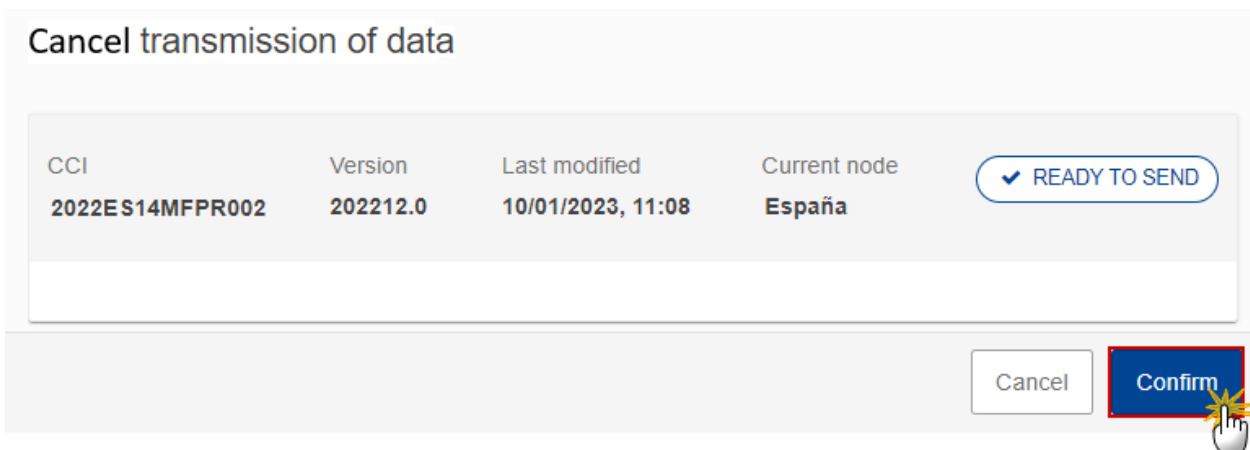 Cancel transmission of data
CCI Version Last modified Current node READY TO SEND
2022ES14MFPR002 202212.0 10/01/2023, 11:08 España
Cancel Confirm